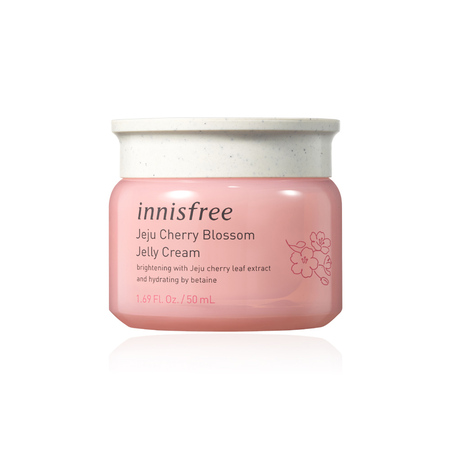 innisfree
Jeju Cherry Blossom
Jelly Cream
brightening with Jeju cherry leaf extract
and hydrating by betaine
1.69 Fl. Oz. / 50 mL